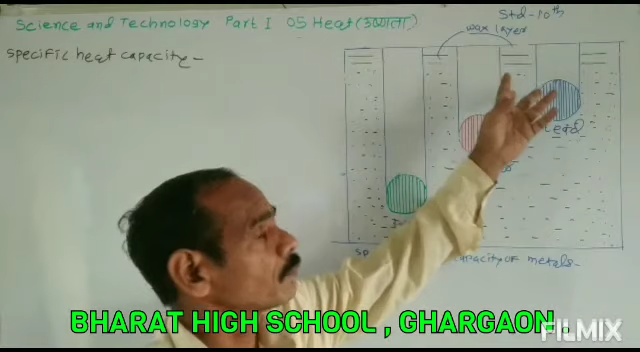 Std-10th
Science and Technology Part I 05 Heat (उष्णता)
wax layer
specific heat capacity-
Lead
capacity of metals-
BHARAT HIGH SCHOOL , GHARGAON .
FILMIX